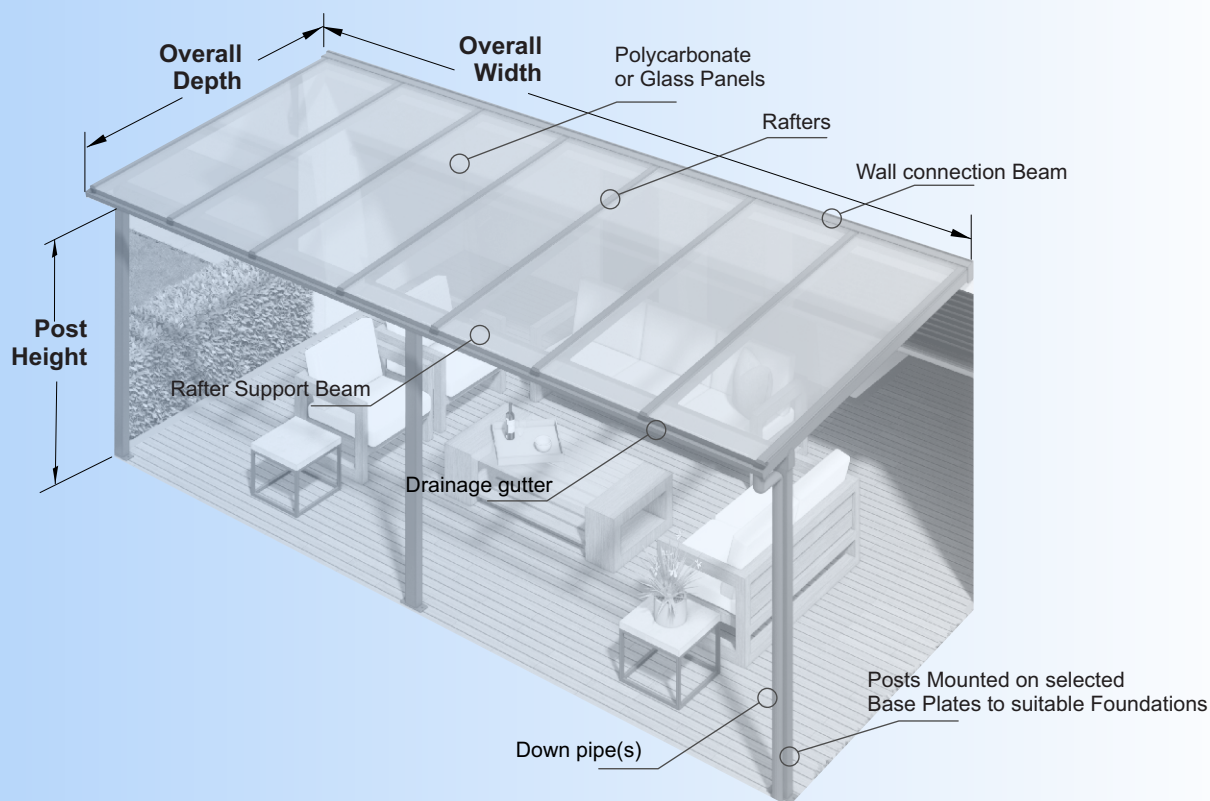 Overall
Depth
Overall
Width
Polycarbonate
or Glass Panels
Rafters
Wall connection Beam
Post
Height
Rafter Support Beam
Drainage gutter
Posts Mounted on selected
Base Plates to suitable Foundations
Down pipe(s)